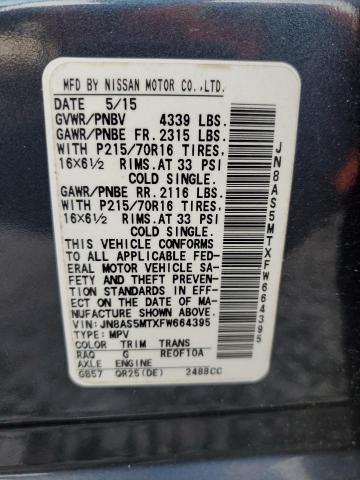 MFD BY NISSAN MOTOR CO.,LTD.
DATE 5/15
GVWR/PNBV 4339 LBS.
GAWR/PNBE FR. 2315 LBS.
WITH P215/70R16 TIRES,
16X6½ RIMS.AT 33 PSI
COLD SINGLE.
GAWR/PNBE RR. 2116 LBS.
WITH P215/70R16 TIRES,
16X6½ RIMS.AT 33 PSI
COLD SINGLE.
THIS VEHICLE CONFORMS
TO ALL APPLICABLE FED-
ERAL MOTOR VEHICLE SA-
FETY AND THEFT PREVENT-
ION STANDARDS IN EFF-
ECT ON THE DATE OF MA-
NUFACTURE SHOWN ABOVE.
VIN:JN8AS5MTXFW664395
TYPE: MPV
COLOR TRIM TRANS
RAQ G RE0F10A
AXLE ENGINE
GB57 QR25(DE) 2488CC
JN8AS5MTXFW664395